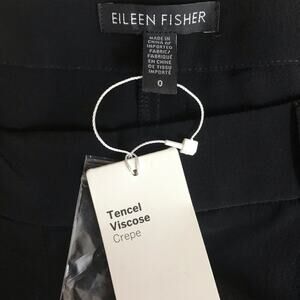 EILEEN FISHER
MADE IN
CHINA OF
IMPORTED
FABRIC/
FABRIQUÉ
EN CHINE
DE TISSU
IMPORTÉ
0
Tencel
Viscose
Crepe